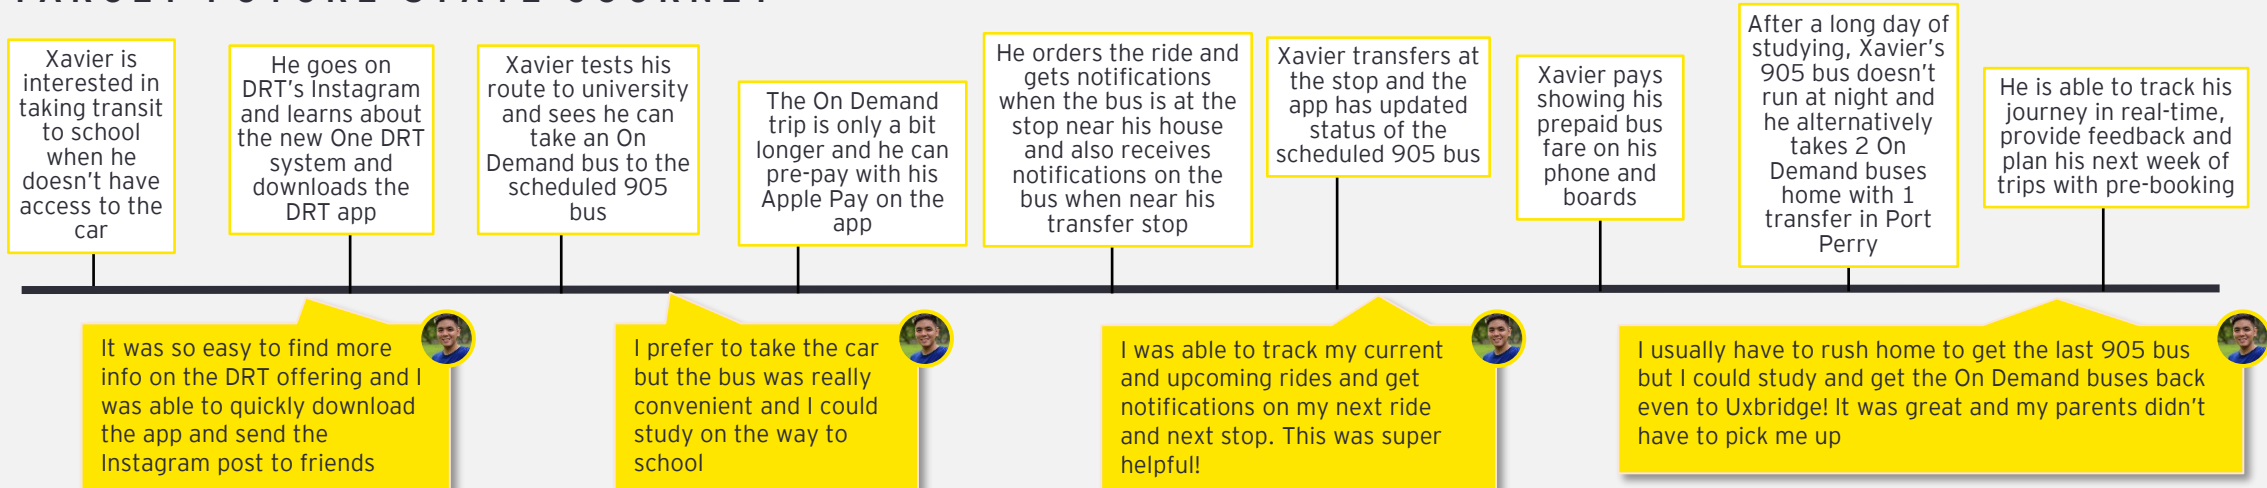 TARGET FUTURE STATE JOURNEY
Xavier is
interested in
taking transit
to school
when he
doesn't have
access to the
car
He goes on
DRT's Instagram
and learns about
the new One DRT
system and
downloads the
DRT app
Xavier tests his
route to university
and sees he can
take an On
Demand bus to the
scheduled 905
bus
The On Demand
trip is only a bit
longer and he can
pre-pay with his
Apple Pay on the
app
He orders the ride and
gets notifications
when the bus is at the
stop near his house
and also receives
notifications on the
bus when near his
transfer stop
Xavier transfers at
the stop and the
app has updated
status of the
scheduled 905 bus
Xavier pays
showing his
prepaid bus
fare on his
phone and
boards
After a long day of
studying, Xavier's
905 bus doesn't
run at night and
he alternatively
takes 2 On
Demand buses
home with 1
transfer in Port
Perry
He is able to track his
journey in real-time,
provide feedback and
plan his next week of
trips with pre-booking
It was so easy to find more
info on the DRT offering and I
was able to quickly download
the app and send the
Instagram post to friends
I prefer to take the car
but the bus was really
convenient and I could
study on the way to
school
I was able to track my current
and upcoming rides and get
notifications on my next ride
and next stop. This was super
helpful!
I usually have to rush home to get the last 905 bus
but I could study and get the On Demand buses back
even to Uxbridge! It was great and my parents didn't
have to pick me up